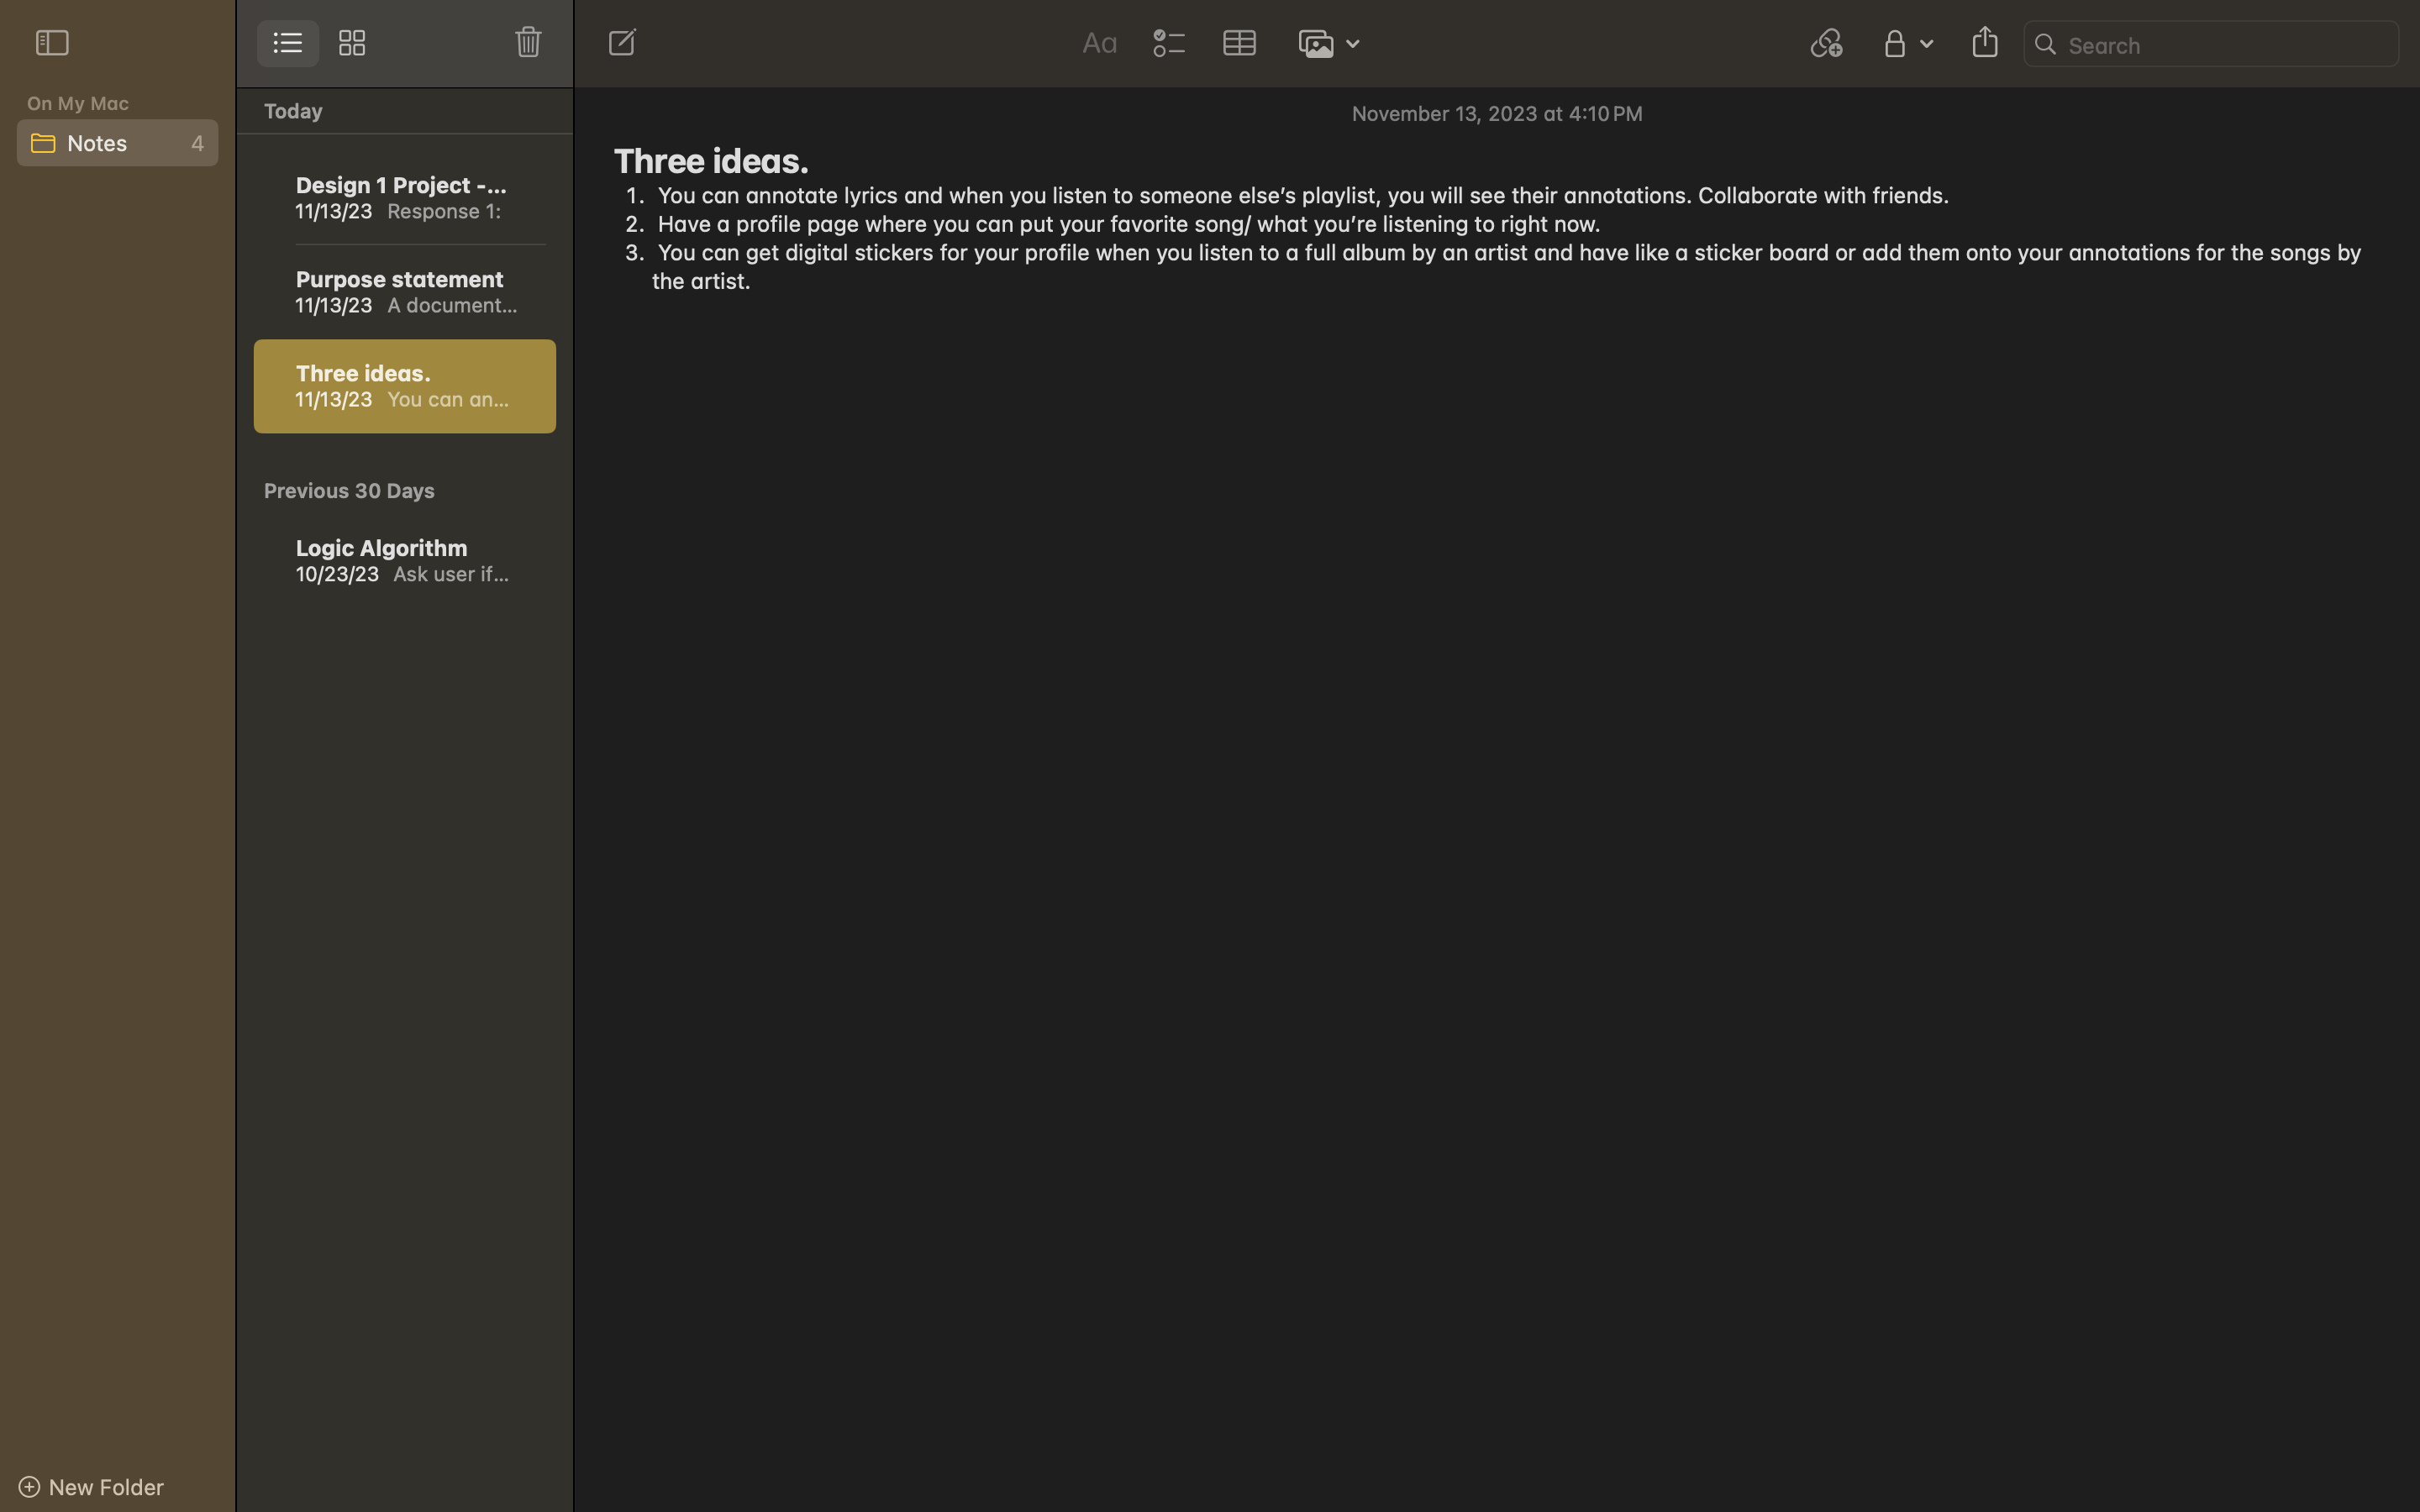 On My Mac
Notes 4
Today
Design 1 Project -...
11/13/23 Response 1:
Purpose statement
11/13/23 A document...
Three ideas.
11/13/23 You can an...
Previous 30 Days
Logic Algorithm
10/23/23 Ask user if...
New Folder
Aa
Search
November 13, 2023 at 4:10 PM
Three ideas.
1. You can annotate lyrics and when you listen to someone else’s playlist, you will see their annotations. Collaborate with friends.
2. Have a profile page where you can put your favorite song/ what you’re listening to right now.
3. You can get digital stickers for your profile when you listen to a full album by an artist and have like a sticker board or add them onto your annotations for the songs by
the artist.